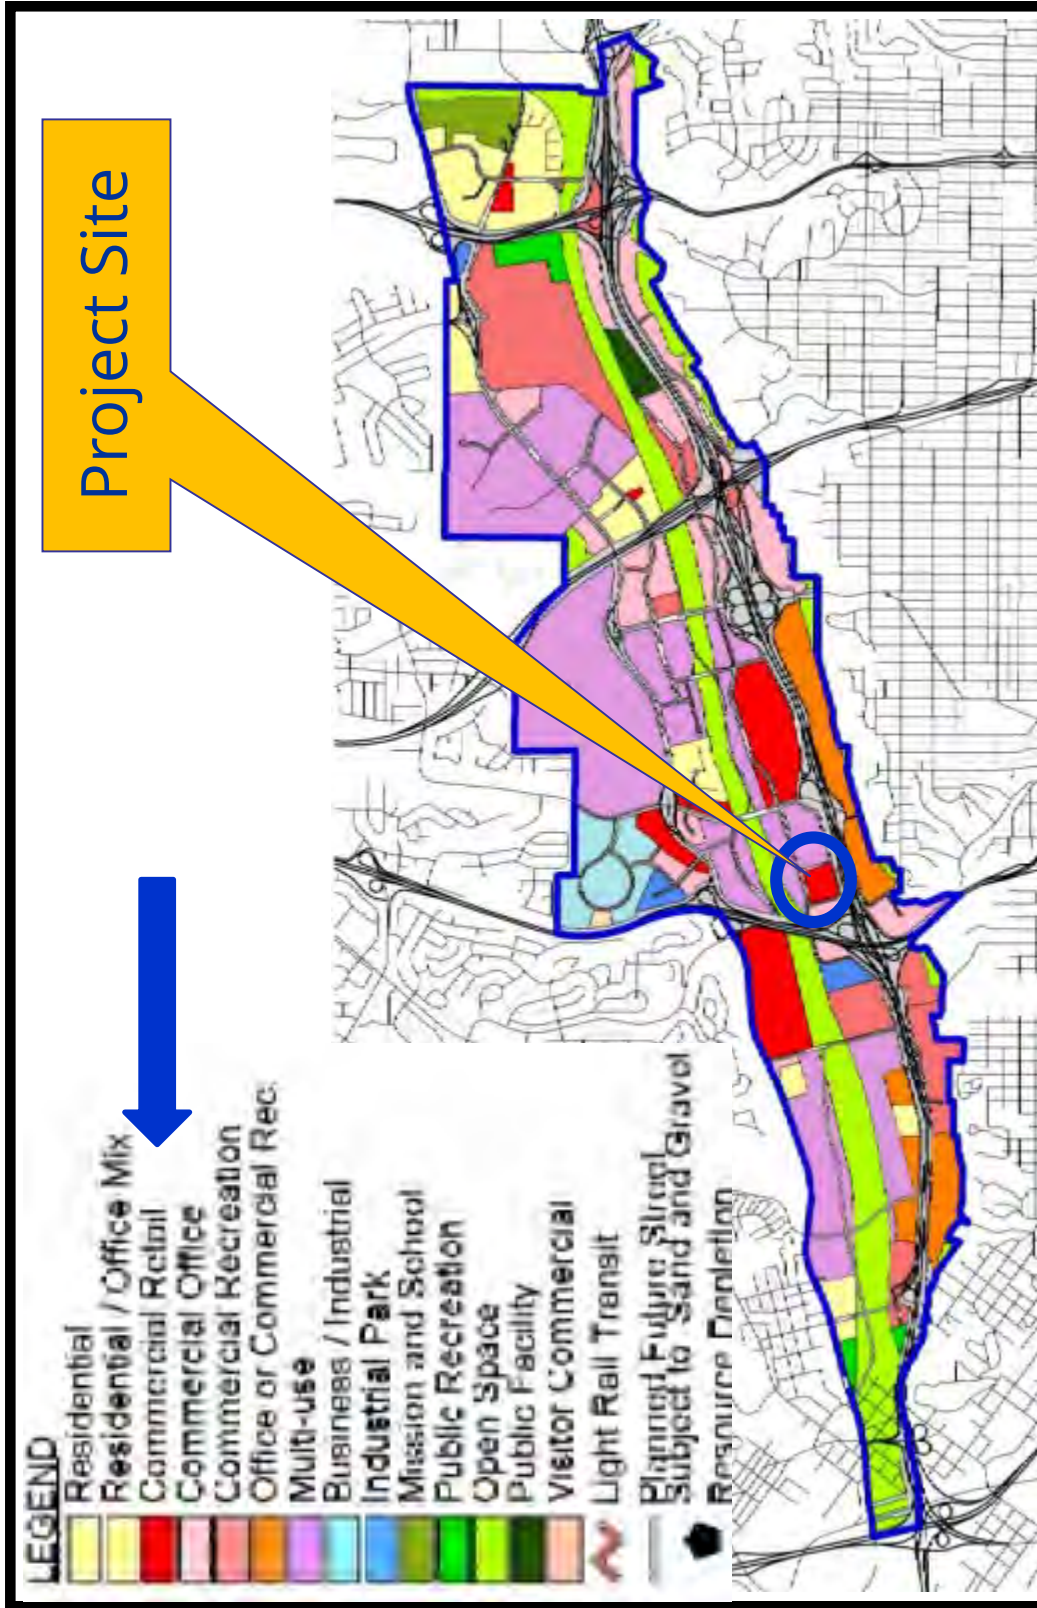 Project Site
LEGEND
Residential
Residential / Office Mix
Commercial Retail
Commercial Office
Commercial Recreation
Office or Commercial Rec.
Multi-use
Business / Industrial
Industrial Park
Mission and School
Public Recreation
Open Space
Public Facility
Visitor Commercial
Light Rail Transit
Planned Future Street
Subject to Sand and Gravel
Resource Depletion